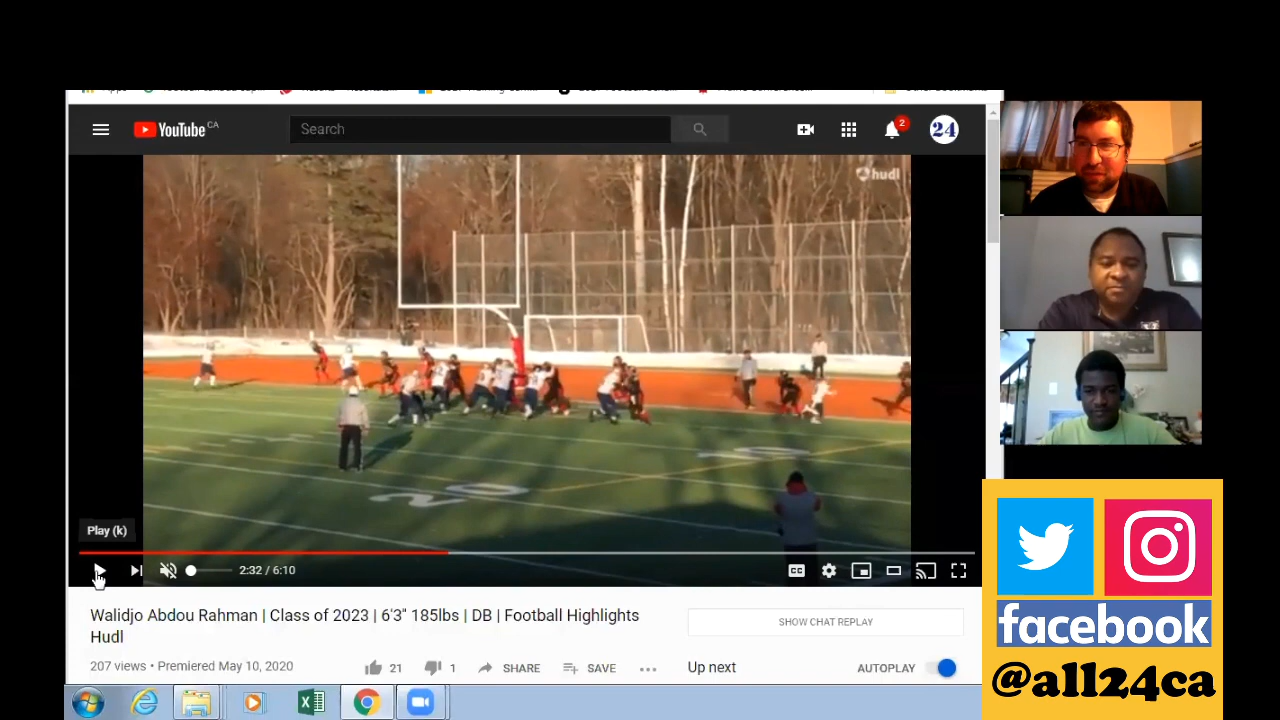 YouTube CA
Search
2
24
hudl
20
Play (k)
2:32 / 6:10
CC
Walidjo Abdou Rahman | Class of 2023 | 6'3" 185lbs | DB | Football Highlights
Hudl
SHOW CHAT REPLAY
207 views • Premiered May 10, 2020
21
1
SHARE
SAVE
Up next
AUTOPLAY
facebook
@all24ca